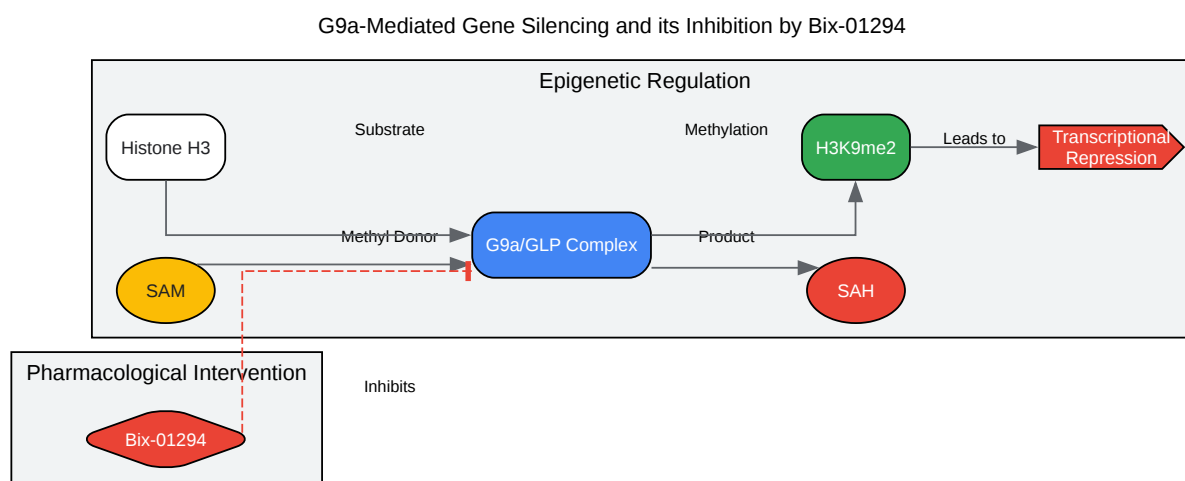 G9a-Mediated Gene Silencing and its Inhibition by Bix-01294
Epigenetic Regulation
Histone H3
Substrate
Methylation
H3K9me2
Leads to
Transcriptional
Repression
Methyl Donor
G9a/GLP Complex
Product
SAM
SAH
Pharmacological Intervention
Inhibits
Bix-01294